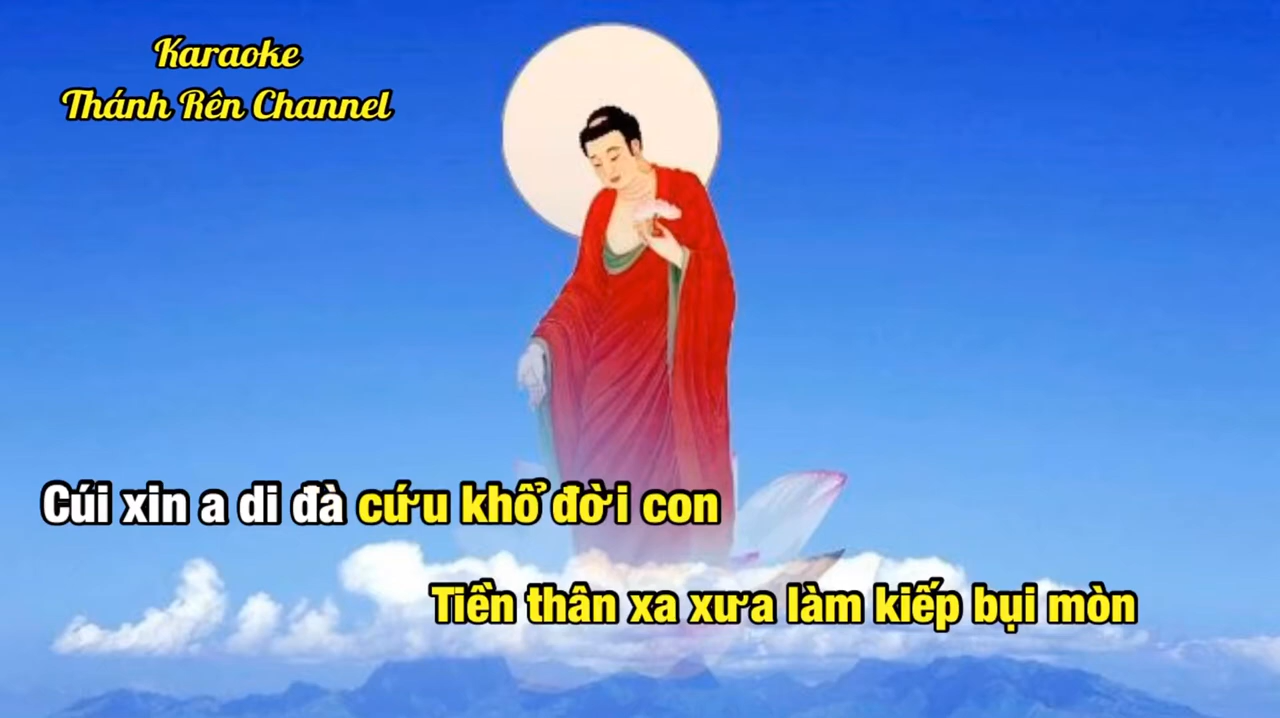 Karaoke
Thánh Rên Channel
Cúi xin a di đà cứu khổ đời con
Tiền thân xa xưa làm kiếp bụi mòn